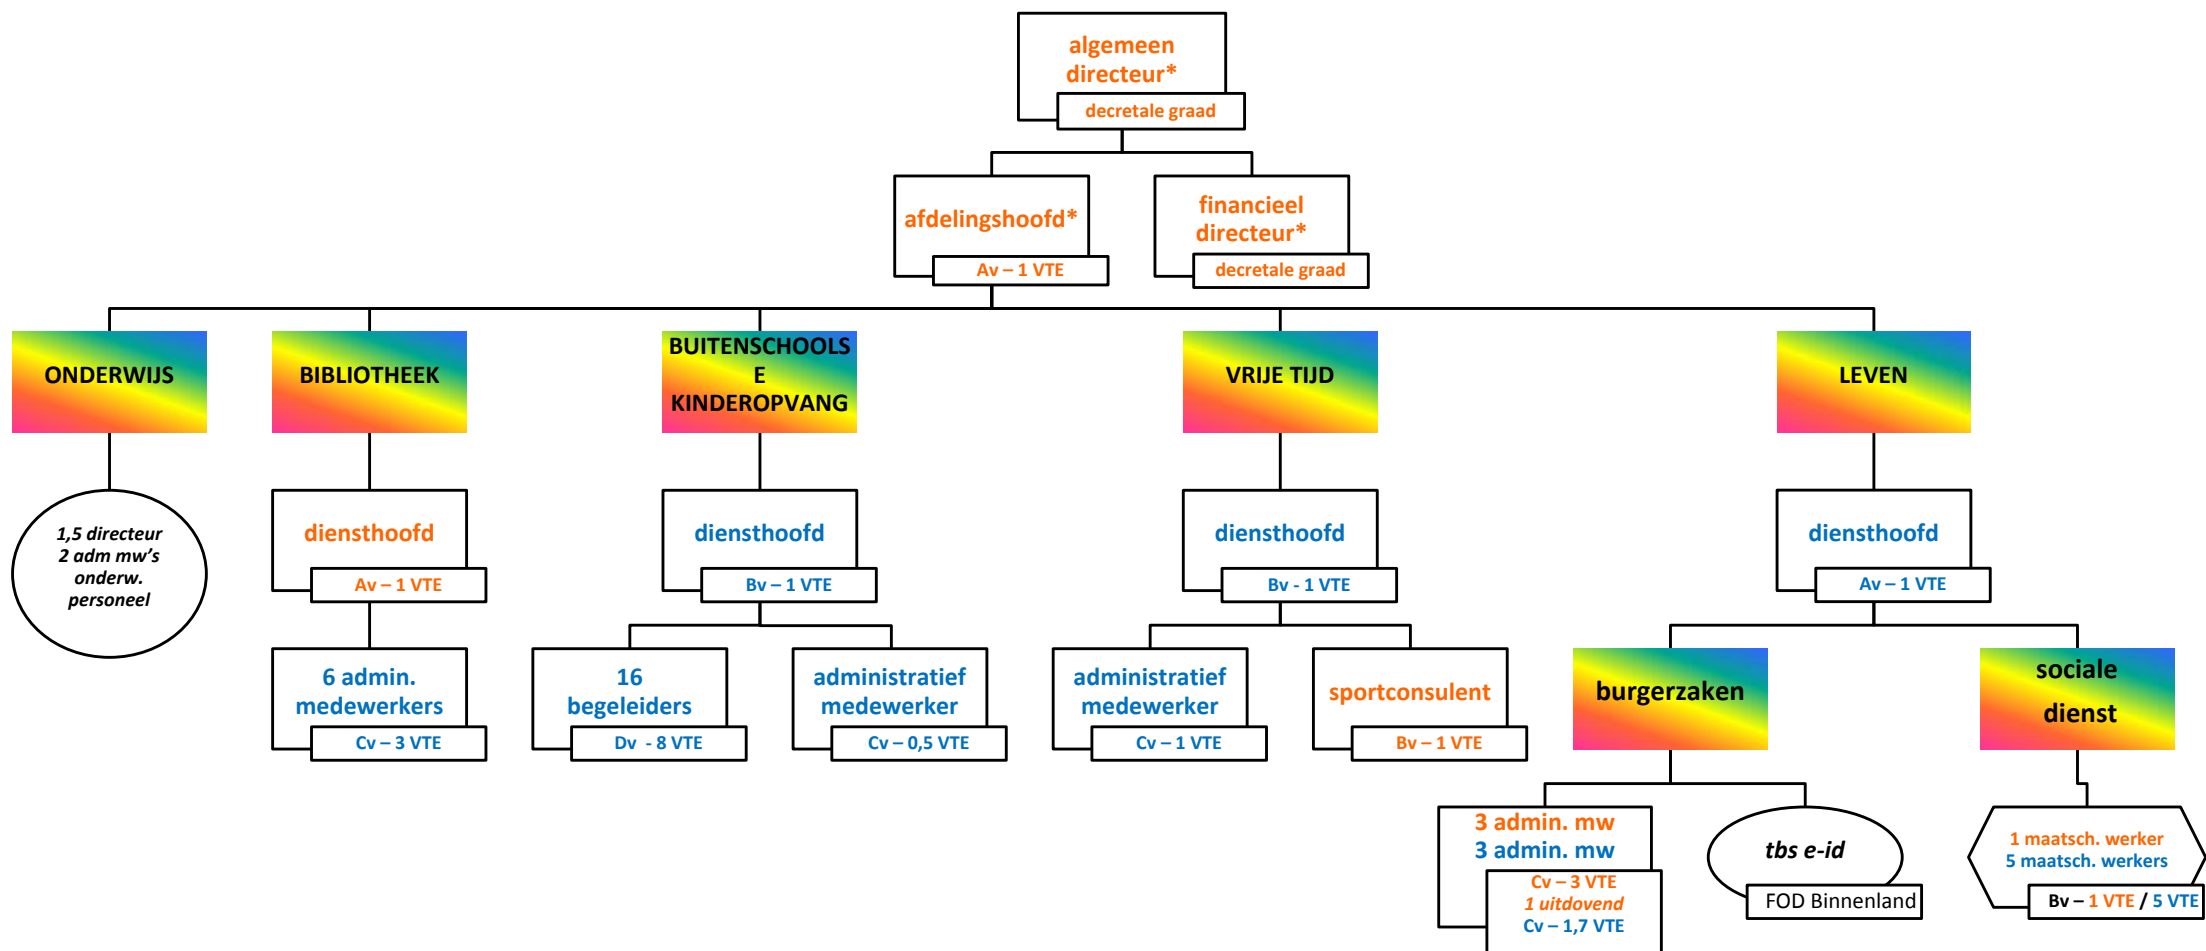 algemeen
directeur*
decretale graad
afdelingshoofd*
Av – 1 VTE
financieel
directeur*
decretale graad
ONDERWIJS
BIBLIOTHEEK
BUITENSCHOOLS
E
KINDEROPVANG
VRIJE TIJD
LEVEN
1,5 directeur
2 adm mw’s
onderw.
personeel
diensthoofd
Av – 1 VTE
diensthoofd
Bv – 1 VTE
diensthoofd
Bv - 1 VTE
diensthoofd
Av – 1 VTE
6 admin.
medewerkers
Cv – 3 VTE
16
begeleiders
Dv - 8 VTE
administratief
medewerker
Cv – 0,5 VTE
administratief
medewerker
Cv – 1 VTE
sportconsulent
Bv – 1 VTE
burgerzaken
sociale
dienst
3 admin. mw
3 admin. mw
Cv – 3 VTE
1 uitdovend
Cv – 1,7 VTE
tbs e-id
FOD Binnenland
1 maatsch. werker
5 maatsch. werkers
Bv – 1 VTE / 5 VTE